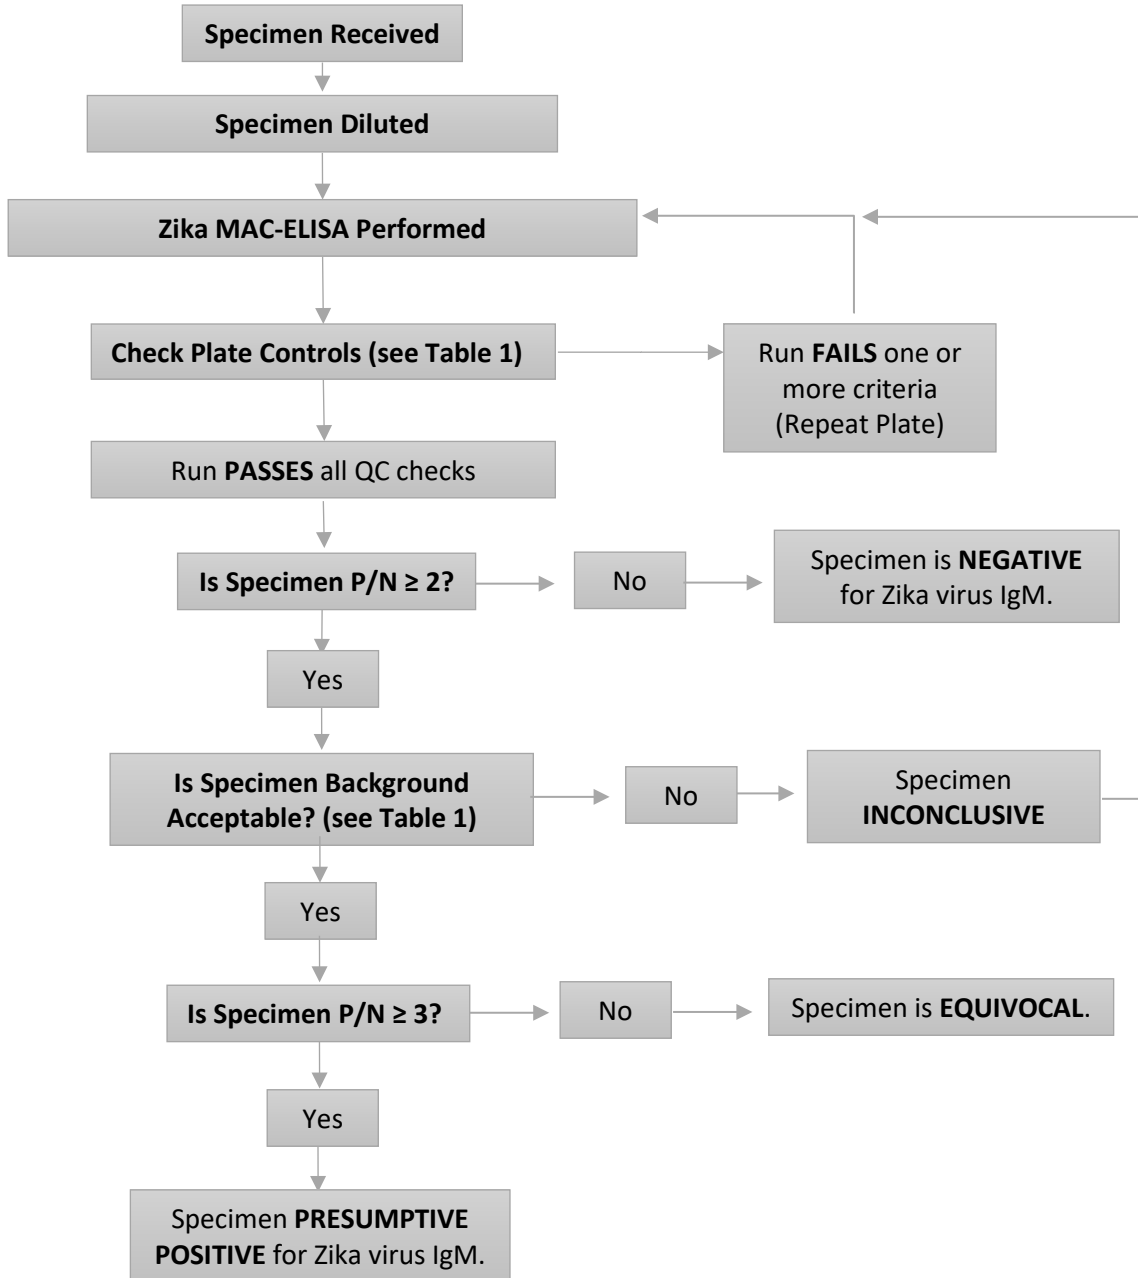 Specimen Received
Specimen Diluted
Zika MAC-ELISA Performed
Check Plate Controls (see Table 1)
Run FAILS one or
more criteria
(Repeat Plate)
Run PASSES all QC checks
Is Specimen P/N ≥ 2?
No
Specimen is NEGATIVE
for Zika virus IgM.
Yes
Is Specimen Background
Acceptable? (see Table 1)
No
Specimen
INCONCLUSIVE
Yes
Is Specimen P/N ≥ 3?
No
Specimen is EQUIVOCAL.
Yes
Specimen PRESUMPTIVE
POSITIVE for Zika virus IgM.